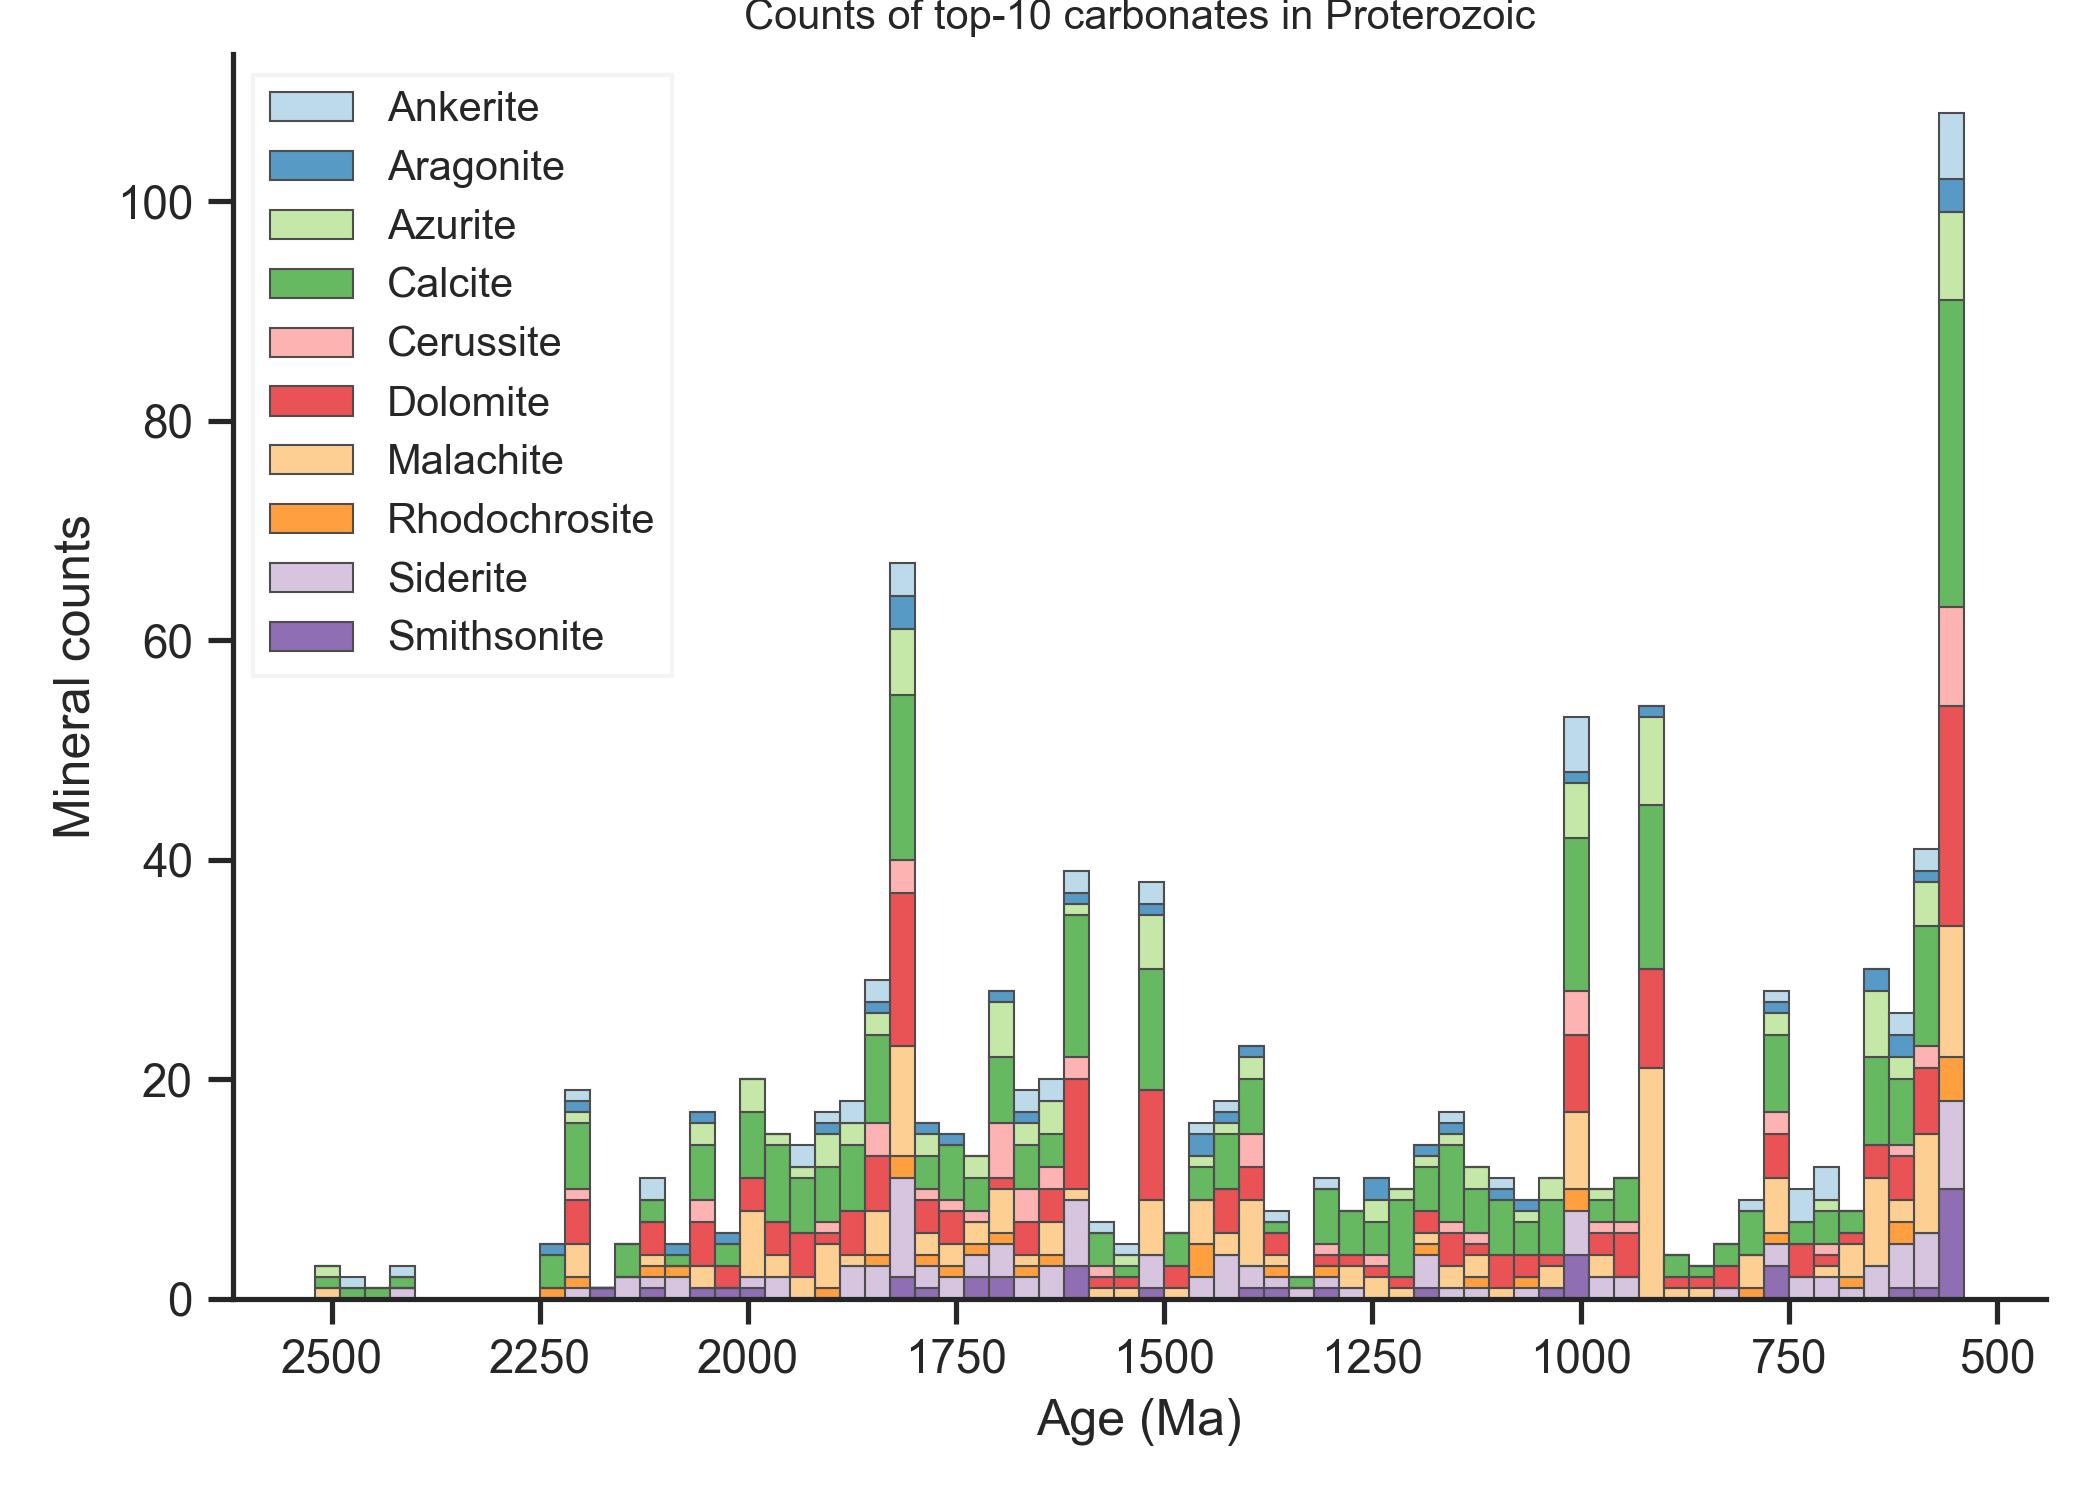 Counts of top-10 carbonates in Proterozoic
Ankerite
Aragonite
Azurite
Calcite
Cerussite
Dolomite
Malachite
Rhodochrosite
Siderite
Smithsonite
Mineral counts
100
80
60
40
20
0
2500 2250 2000 1750 1500 1250 1000 750 500
Age (Ma)